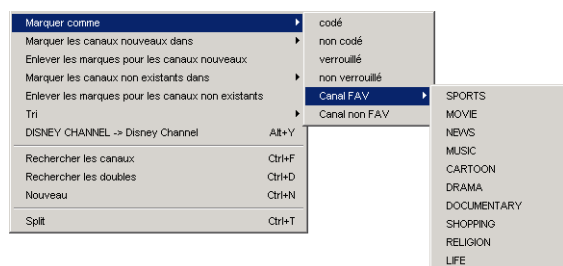 Marquer comme
Marquer les canaux nouveaux dans
Enlever les marques pour les canaux nouveaux
Marquer les canaux non existants dans
Enlever les marques pour les canaux non existants
Tri
DISNEY CHANNEL -> Disney Channel Alt+Y
Rechercher les canaux Ctrl+F
Rechercher les doubles Ctrl+D
Nouveau Ctrl+N
Split Ctrl+T
codé
non codé
verrouillé
non verrouillé
Canal FAV
Canal non FAV
SPORTS
MOVIE
NEWS
MUSIC
CARTOON
DRAMA
DOCUMENTARY
SHOPPING
RELIGION
LIFE